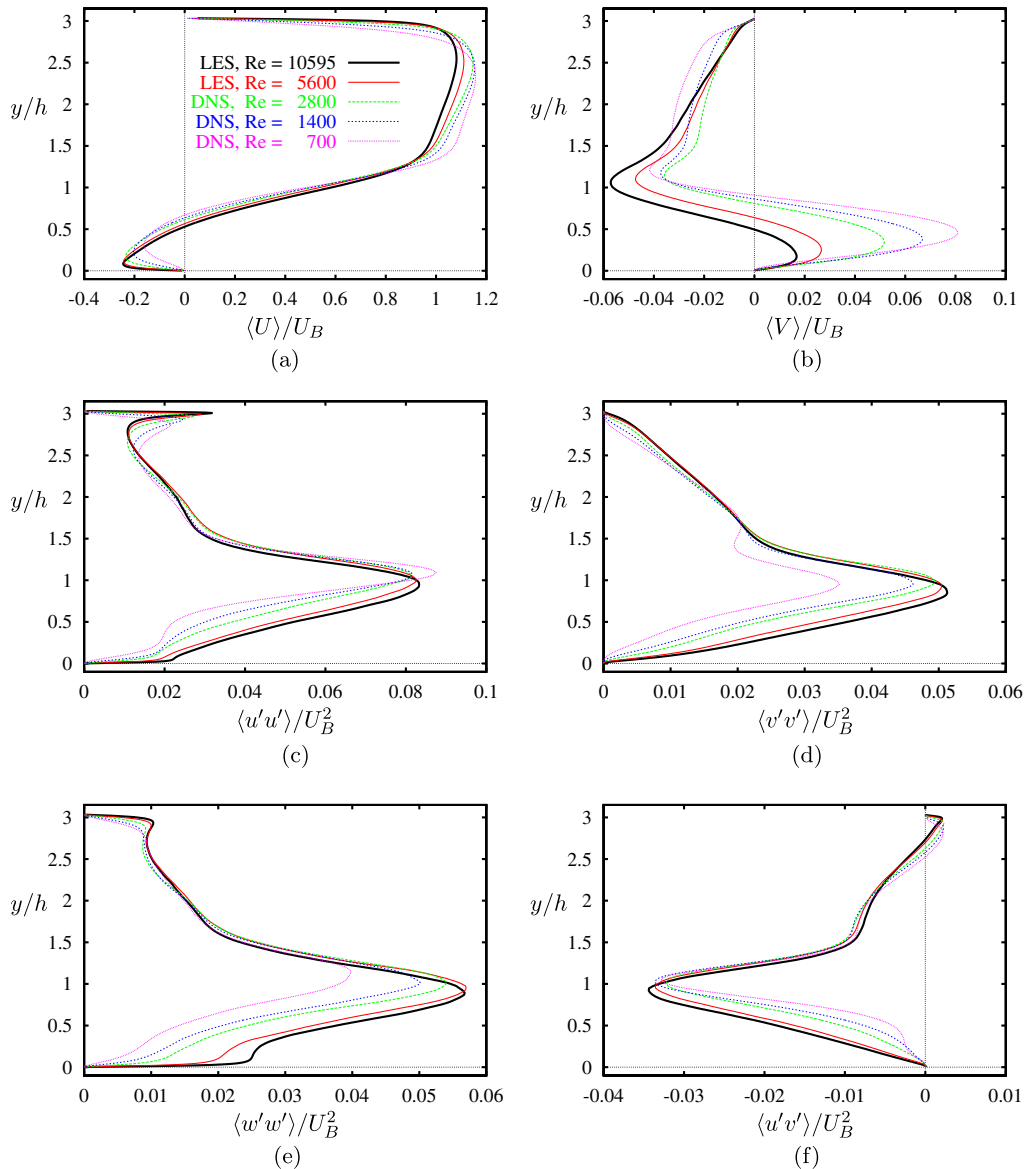 3
2.5
2
1.5
1
0.5
0
y/h
LES, Re = 10595
LES, Re = 5600
DNS, Re = 2800
DNS, Re = 1400
DNS, Re = 700
-0.4 -0.2 0 0.2 0.4 0.6 0.8 1 1.2
⟨U⟩/U_B
(a)
3
2.5
2
1.5
1
0.5
0
y/h
-0.06 -0.04 -0.02 0 0.02 0.04 0.06 0.08 0.1
⟨V⟩/U_B
(b)
3
2.5
2
1.5
1
0.5
0
y/h
0 0.02 0.04 0.06 0.08 0.1
⟨u′u′⟩/U_B^2
(c)
3
2.5
2
1.5
1
0.5
0
y/h
0 0.01 0.02 0.03 0.04 0.05 0.06
⟨v′v′⟩/U_B^2
(d)
3
2.5
2
1.5
1
0.5
0
y/h
0 0.01 0.02 0.03 0.04 0.05 0.06
⟨w′w′⟩/U_B^2
(e)
3
2.5
2
1.5
1
0.5
0
y/h
-0.04 -0.03 -0.02 -0.01 0 0.01
⟨u′v′⟩/U_B^2
(f)